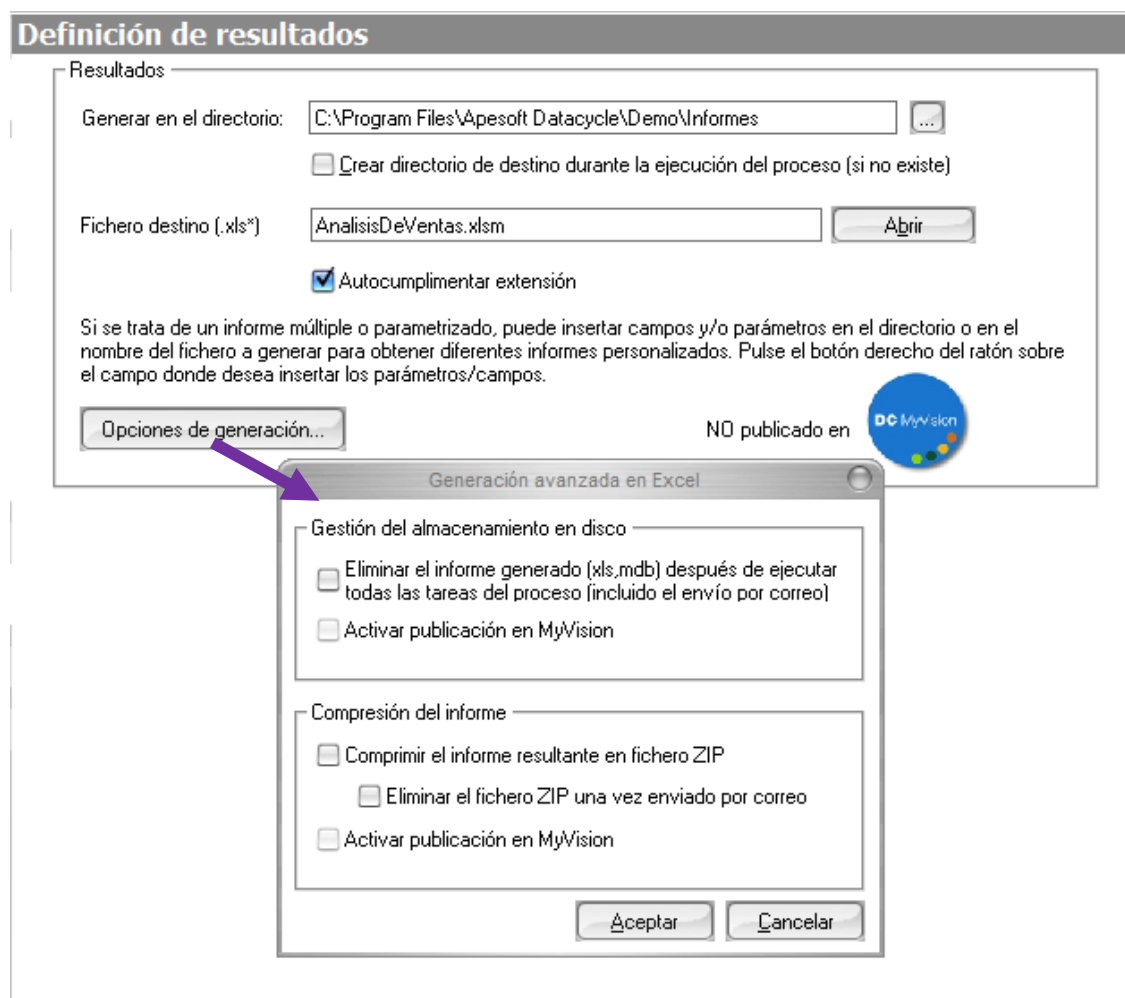 Definición de resultados
Resultados
Generar en el directorio: C:\Program Files\Apesoft Datacycle\Demo\Informes ...
Crear directorio de destino durante la ejecución del proceso (si no existe)
Fichero destino (.xls*) AnalisisDeVentas.xlsm Abrir
Autocumplimentar extensión
Si se trata de un informe múltiple o parametrizado, puede insertar campos y/o parámetros en el directorio o en el
nombre del fichero a generar para obtener diferentes informes personalizados. Pulse el botón derecho del ratón sobre
el campo donde desea insertar los parámetros/campos.
Opciones de generación... NO publicado en DC MyVision
Generación avanzada en Excel
Gestión del almacenamiento en disco
Eliminar el informe generado (xls,mdb) después de ejecutar
todas las tareas del proceso (incluido el envío por correo)
Activar publicación en MyVision
Compresión del informe
Comprimir el informe resultante en fichero ZIP
Eliminar el fichero ZIP una vez enviado por correo
Activar publicación en MyVision
Aceptar Cancelar